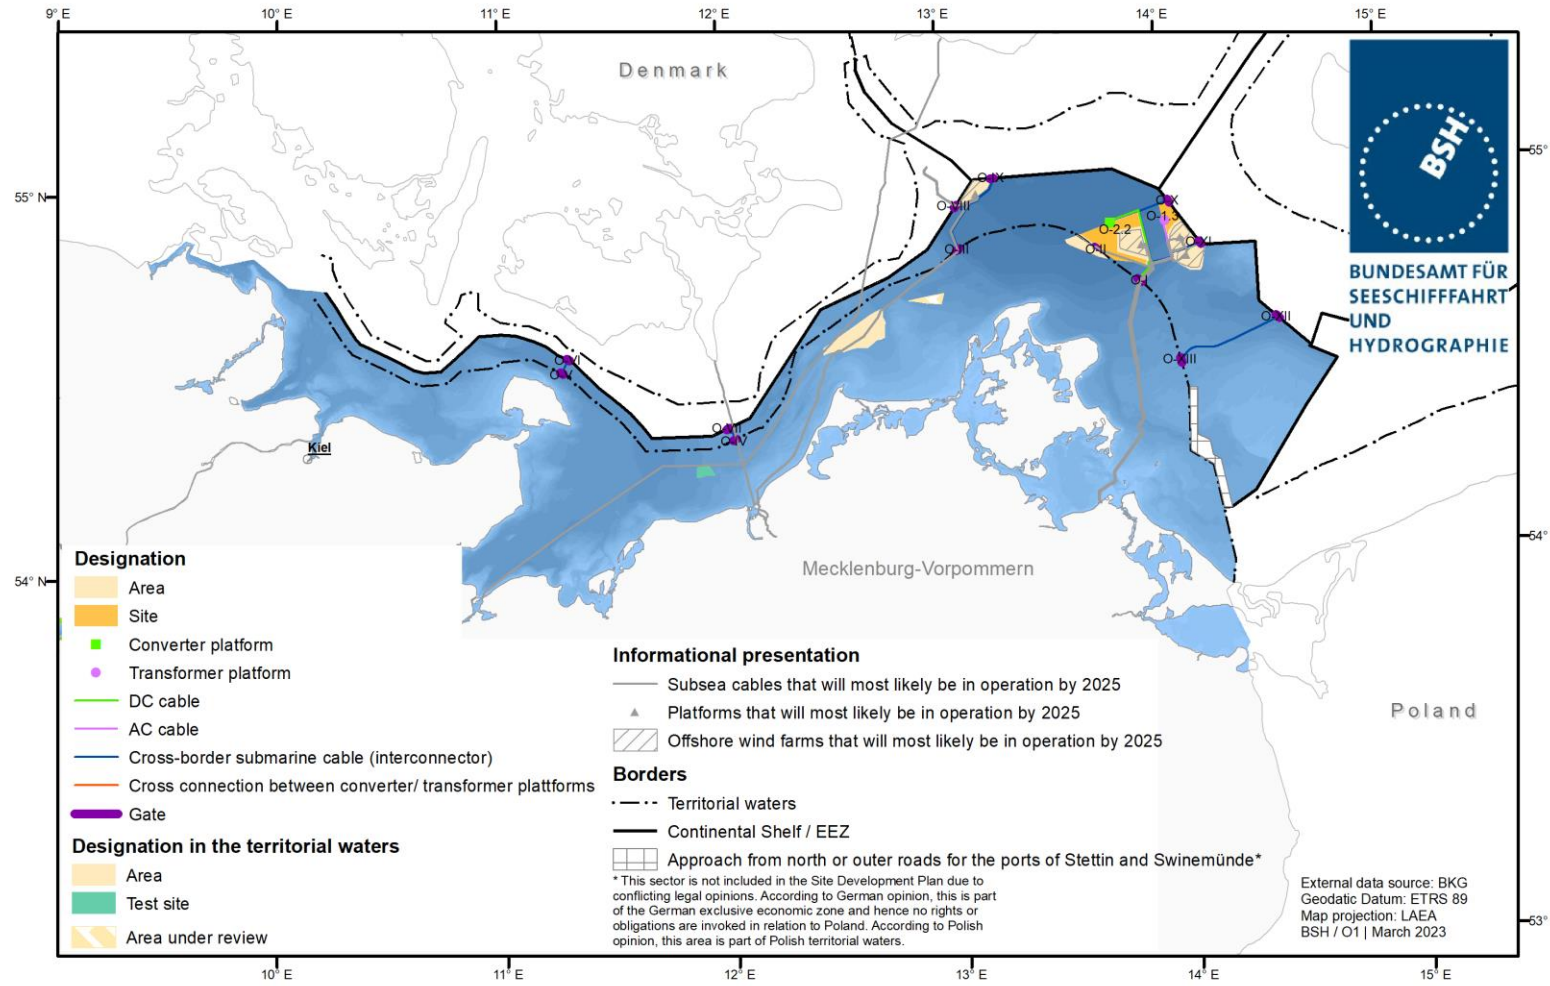 9° E
10° E
11° E
12° E
13° E
14° E
15° E
Denmark
BSH
55°
55° N
O-IX
O-VIII
O-X
O-1.3
O-2.2
O-XI
O-III
O-II
O-I
BUNDESAMT FÜR
SEESCHIFFFAHRT
UND
HYDROGRAPHIE
O-XII
O-XIII
O-VI
O-V
O-VII
O-IV
Kiel
54°
Mecklenburg-Vorpommern
54° N
Poland
53°
Designation
Area
Site
Converter platform
Transformer platform
DC cable
AC cable
Cross-border submarine cable (interconnector)
Cross connection between converter/ transformer plattforms
Gate
Designation in the territorial waters
Area
Test site
Area under review
Informational presentation
Subsea cables that will most likely be in operation by 2025
Platforms that will most likely be in operation by 2025
Offshore wind farms that will most likely be in operation by 2025
Borders
Territorial waters
Continental Shelf / EEZ
Approach from north or outer roads for the ports of Stettin and Swinemünde*
* This sector is not included in the Site Development Plan due to
conflicting legal opinions. According to German opinion, this is part
of the German exclusive economic zone and hence no rights or
obligations are invoked in relation to Poland. According to Polish
opinion, this area is part of Polish territorial waters.
External data source: BKG
Geodatic Datum: ETRS 89
Map projection: LAEA
BSH / O1 | March 2023
10° E
11° E
12° E
13° E
14° E
15° E